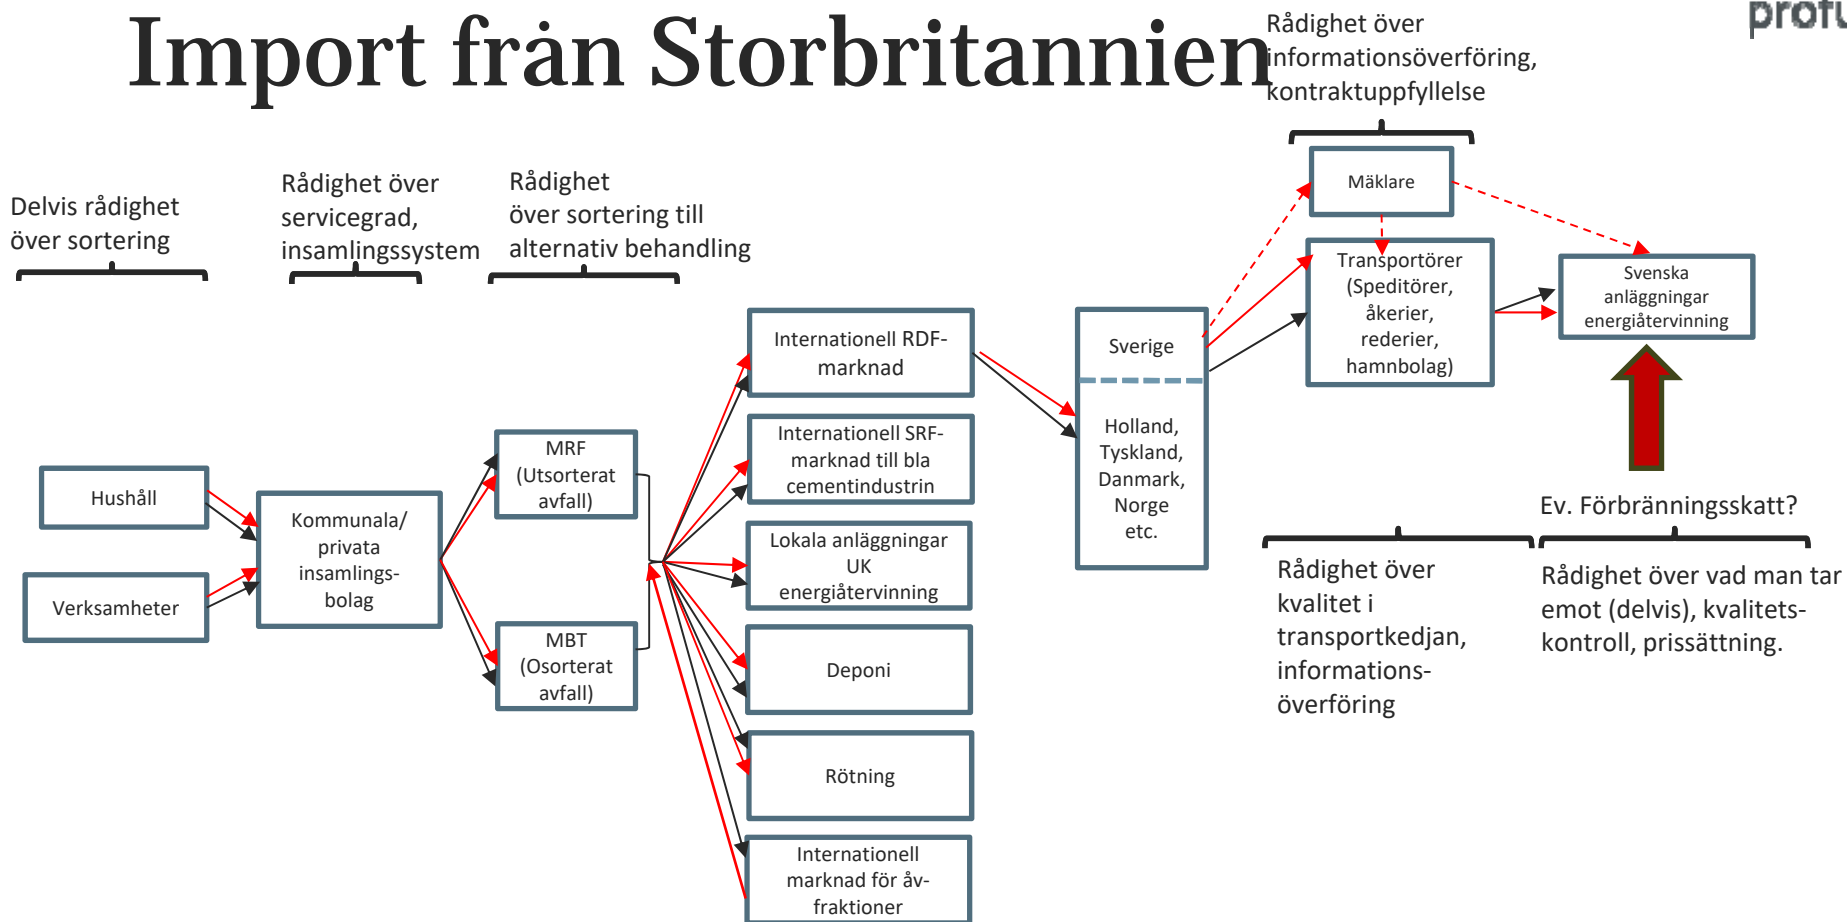 Import från Storbritannien
Rådighet över
informationsöverföring,
kontraktuppfyllelse
Delvis rådighet
över sortering
Rådighet över
servicegrad,
insamlingssystem
Rådighet
över sortering till
alternativ behandling
Mäklare
Transportörer
(Speditörer,
åkerier,
rederier,
hamnbolag)
Svenska
anläggningar
energiåtervinning
Sverige
Holland,
Tyskland,
Danmark,
Norge
etc.
Internationell RDF-
marknad
Internationell SRF-
marknad till bla
cementindustrin
Lokala anläggningar
UK
energiåtervinning
Deponi
Rötning
Internationell
marknad för åv-
fraktioner
MRF
(Utsorterat
avfall)
MBT
(Osorterat
avfall)
Hushåll
Verksamheter
Kommunala/
privata
insamlings-
bolag
Ev. Förbränningsskatt?
Rådighet över
kvalitet i
transportkedjan,
informations-
överföring
Rådighet över vad man tar
emot (delvis), kvalitets-
kontroll, prissättning.